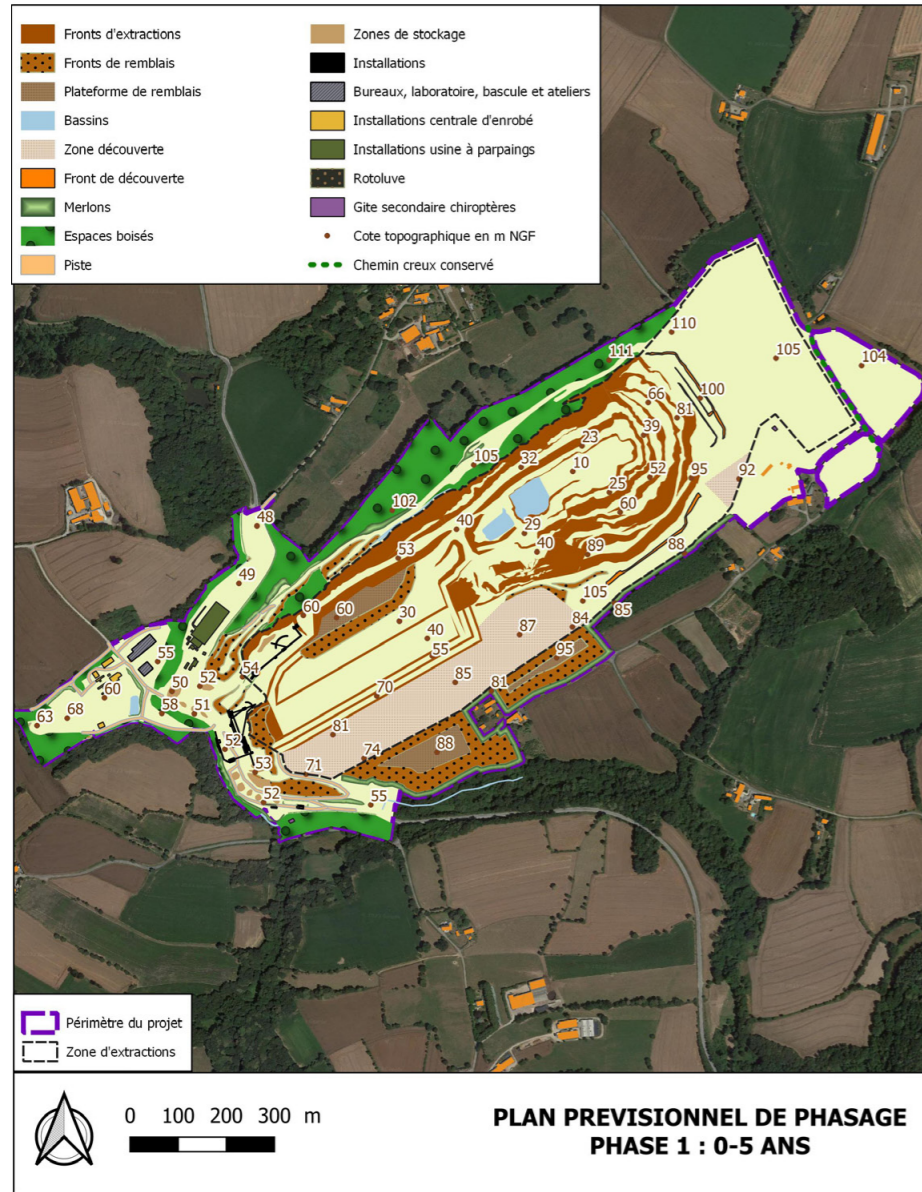 Fronts d'extractions
Fronts de remblais
Plateforme de remblais
Bassins
Zone découverte
Front de découverte
Merlons
Espaces boisés
Piste
Zones de stockage
Installations
Bureaux, laboratoire, bascule et ateliers
Installations centrale d'enrobé
Installations usine à parpaings
Rotoluve
Gite secondaire chiroptères
Cote topographique en m NGF
Chemin creux conservé
110
111
105
104
66
100
81
39
23
105
32
10
52
95
92
25
102
60
48
40
29
40
53
89
88
49
105
85
60
60
30
84
87
40
55
95
55
54
52
50
85
81
60
70
63
68
58
51
81
52
74
88
53
71
52
55
Périmètre du projet
Zone d'extractions
0 100 200 300 m
PLAN PREVISIONNEL DE PHASAGE
PHASE 1 : 0-5 ANS